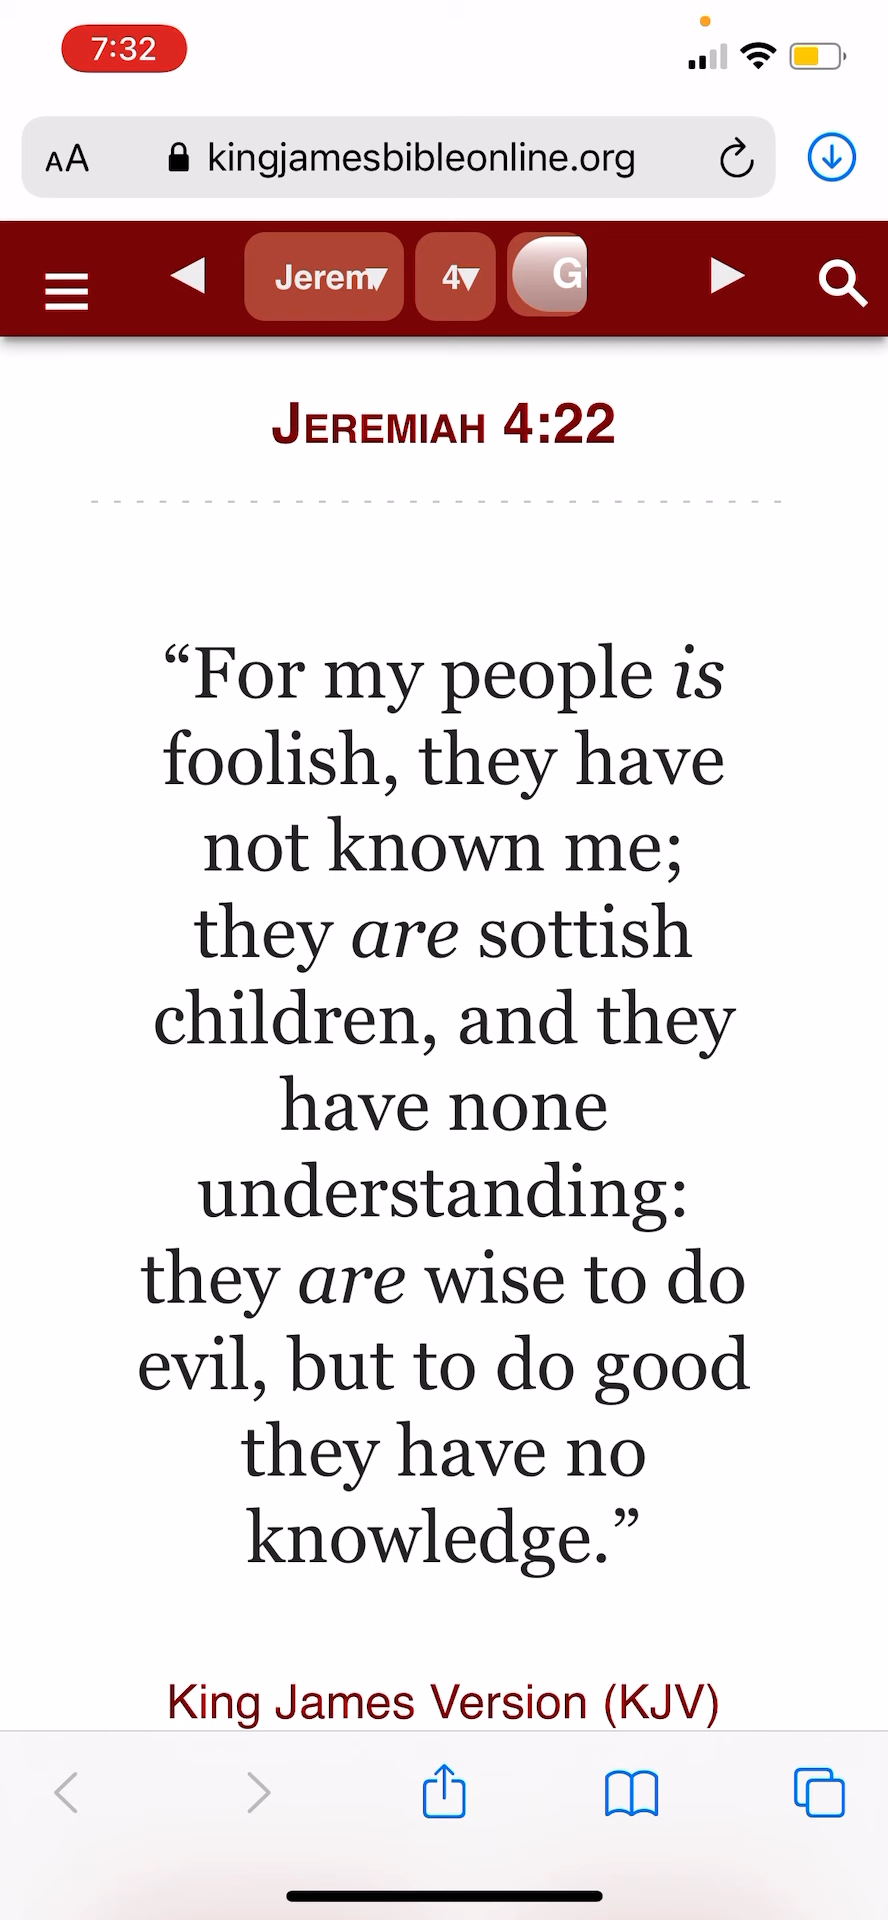 7:32
AA kingjamesbibleonline.org
Jerem 4 G
JEREMIAH 4:22
“For my people is
foolish, they have
not known me;
they are sottish
children, and they
have none
understanding:
they are wise to do
evil, but to do good
they have no
knowledge.”
King James Version (KJV)